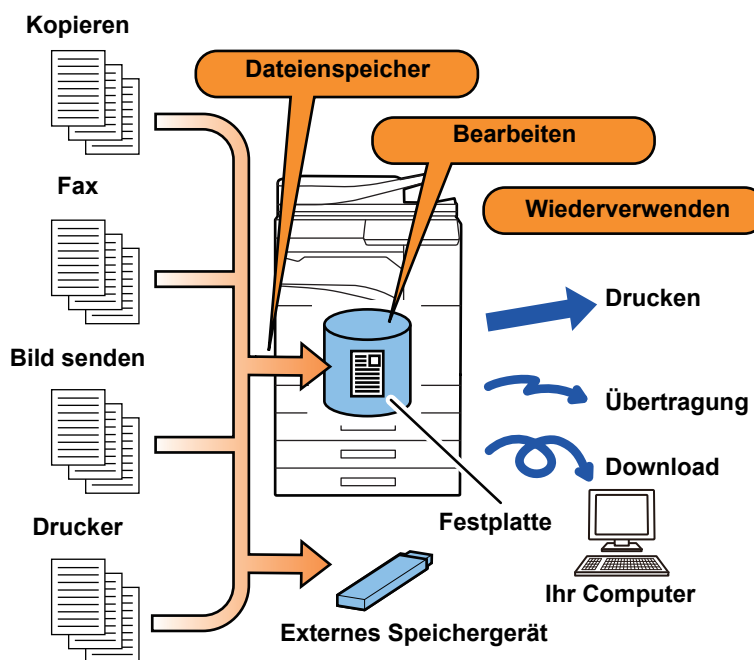 Kopieren
Dateienspeicher
Bearbeiten
Fax
Wiederverwenden
Drucken
Bild senden
Übertragung
Download
Drucker
Festplatte
Ihr Computer
Externes Speichergerät